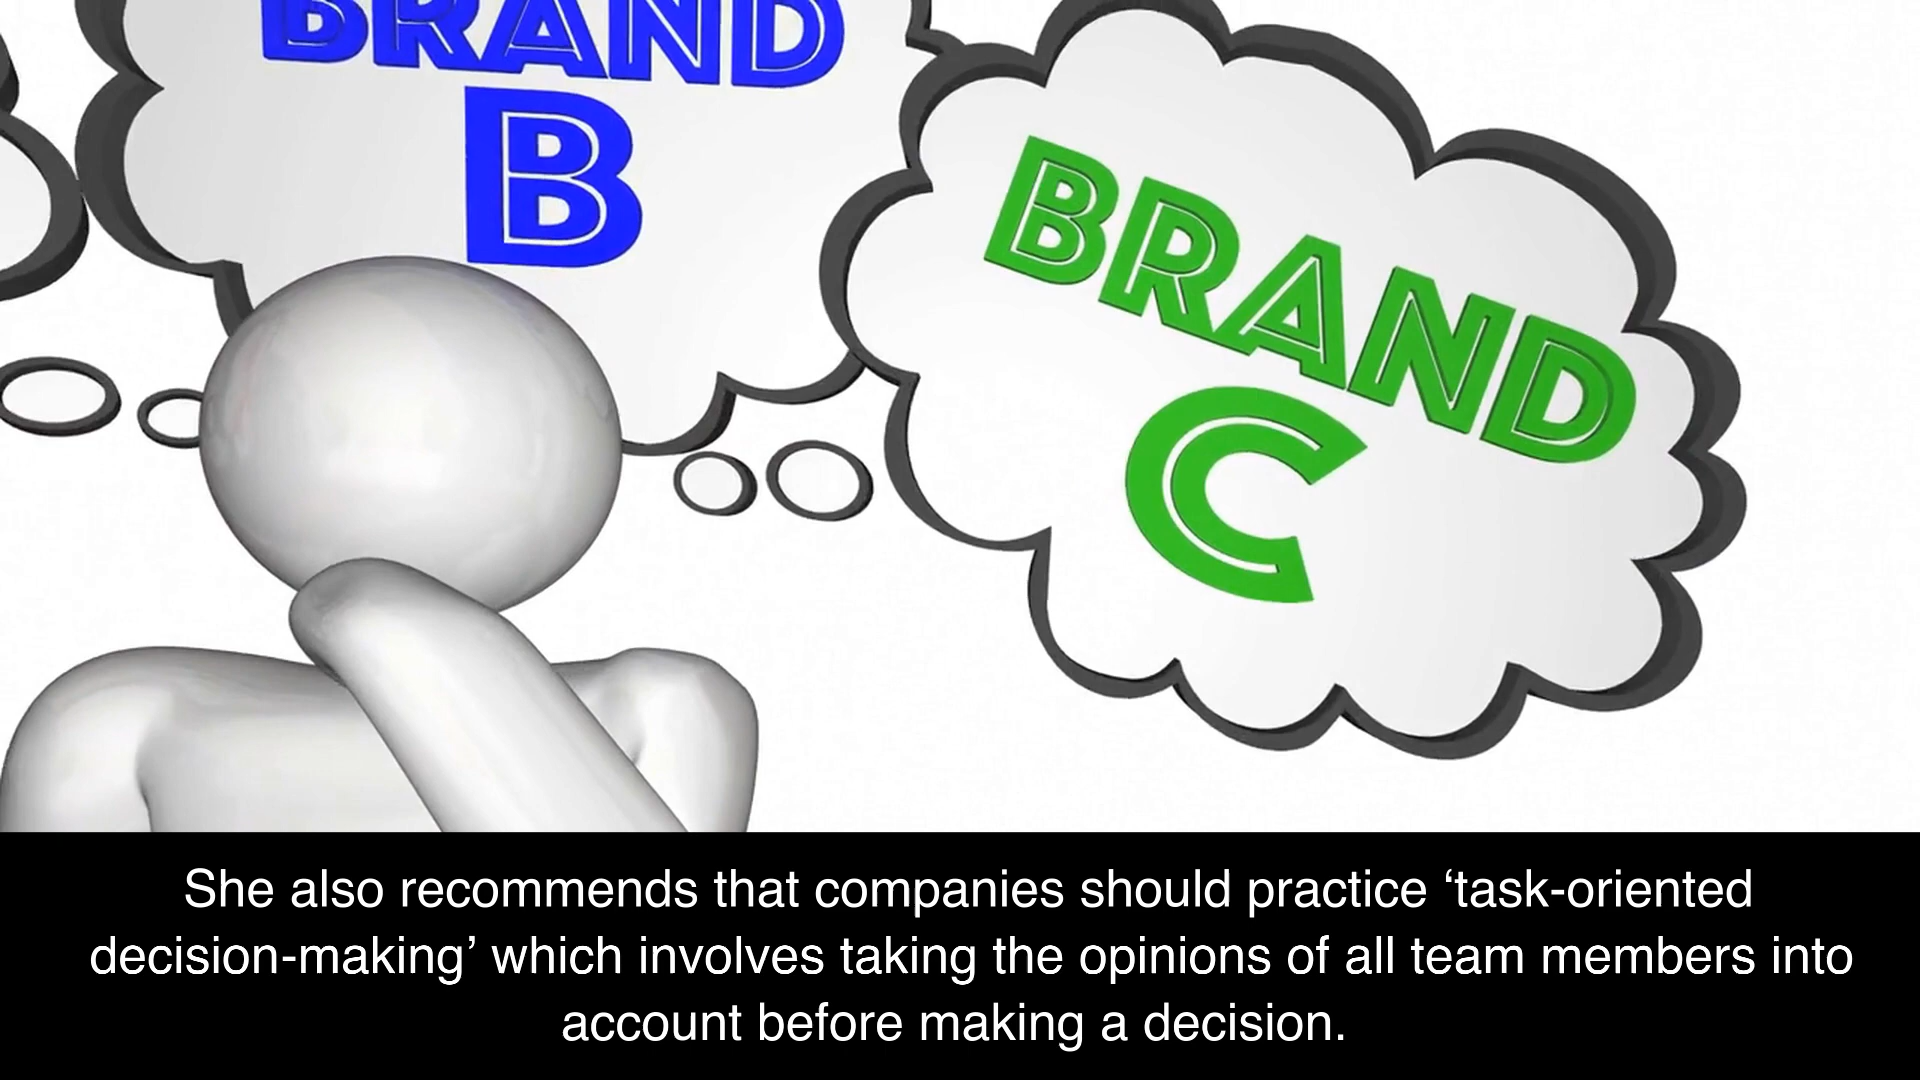 BRAND
B
BRAND
C
She also recommends that companies should practice ‘task-oriented
decision-making’ which involves taking the opinions of all team members into
account before making a decision.